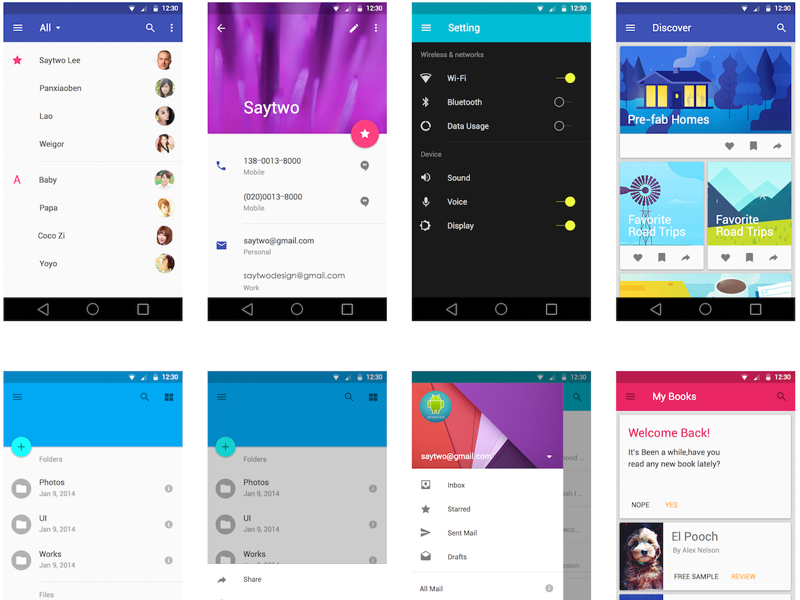 12:30
All
Saytwo Lee
Panxiaoben
Lao
Weigor
A
Baby
Papa
Coco Zi
Yoyo
12:30
Saytwo
138-0013-8000
Mobile
(020)0013-8000
Mobile
saytwo@gmail.com
Personal
saytwodesign@gmail.com
Work
12:30
Setting
Wireless & networks
Wi-Fi
Bluetooth
Data Usage
Device
Sound
Voice
Display
12:30
Discover
Pre-fab Homes
Favorite
Road Trips
Favorite
Road Trips
12:30
Folders
Photos
Jan 9, 2014
UI
Jan 9, 2014
Works
Jan 9, 2014
Files
12:30
Folders
Photos
Jan 9, 2014
UI
Jan 9, 2014
Works
Jan 9, 2014
Share
12:30
saytwo@gmail.com
Inbox
Starred
Sent Mail
Drafts
All Mail
12:30
My Books
Welcome Back!
It's Been a while,have you
read any new book lately?
NOPE YES
El Pooch
By Alex Nelson
FREE SAMPLE REVIEW